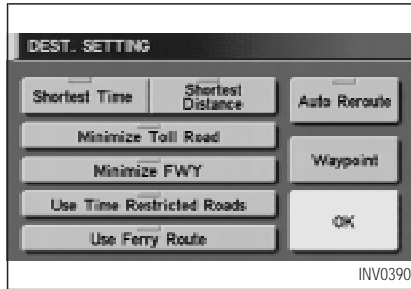 DEST. SETTING
Shortest Time
Shortest
Distance
Auto Reroute
Minimize Toll Road
Minimize FWY
Waypoint
Use Time Restricted Roads
Use Ferry Route
OK
INV0390